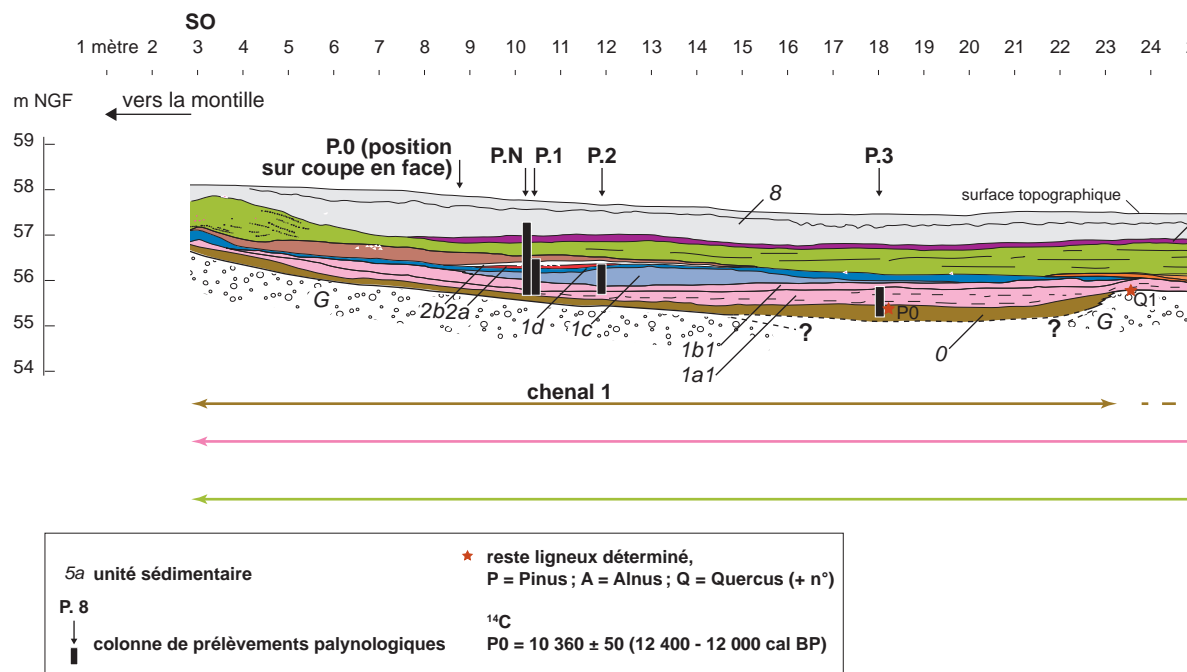 SO
1 mètre 2 3 4 5 6 7 8 9 10 11 12 13 14 15 16 17 18 19 20 21 22 23 24
m NGF
vers la montille
59
58
57
56
55
54
P.0 (position
sur coupe en face)
P.N P.1 P.2 P.3
8
surface topographique
G
2b2a
1d
1c
1b1
1a1
?
P0
0
?
G
Q1
chenal 1
5a unité sédimentaire
P. 8
colonne de prélèvements palynologiques
reste ligneux déterminé,
P = Pinus ; A = Alnus ; Q = Quercus (+ n°)
14C
P0 = 10 360 ± 50 (12 400 - 12 000 cal BP)